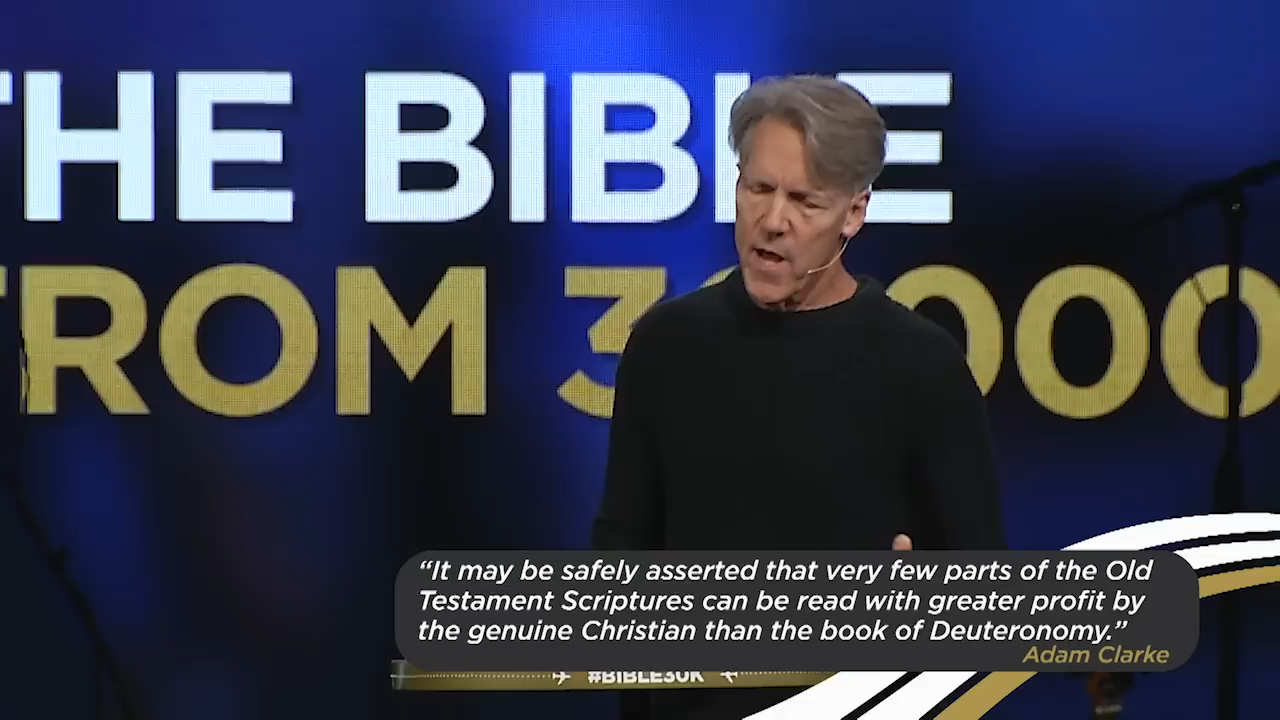 THE BIBLE
FROM 30,000
“It may be safely asserted that very few parts of the Old
Testament Scriptures can be read with greater profit by
the genuine Christian than the book of Deuteronomy.”
Adam Clarke
#BIBLE30K